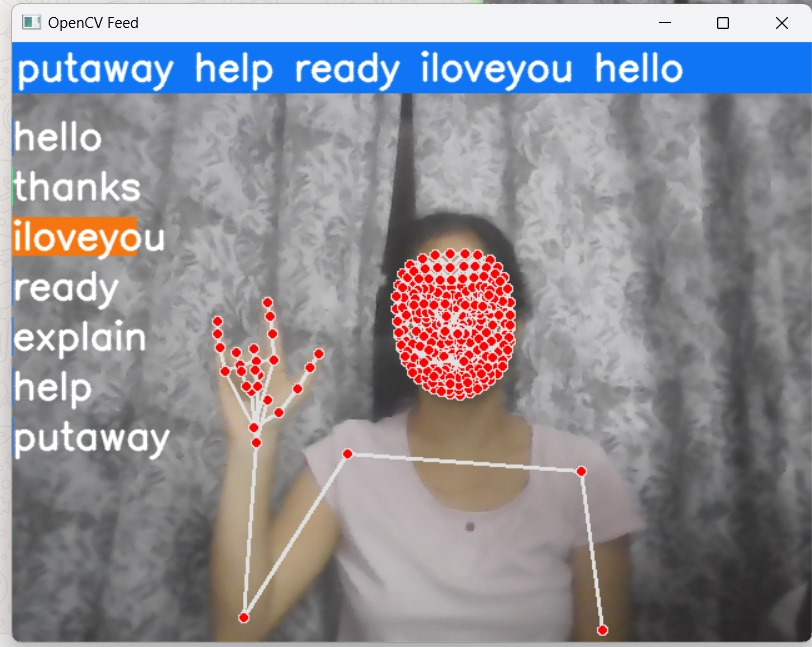 OpenCV Feed
putaway help ready iloveyou hello
hello
thanks
iloveyou
ready
explain
help
putaway